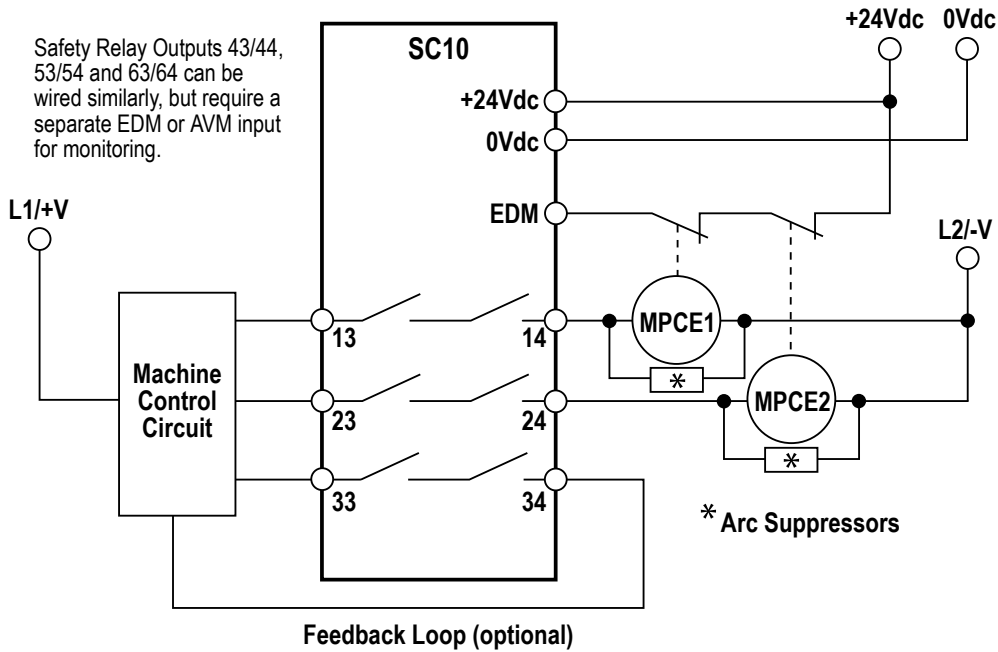 Safety Relay Outputs 43/44,
53/54 and 63/64 can be
wired similarly, but require a
separate EDM or AVM input
for monitoring.
SC10
+24Vdc 0Vdc
+24Vdc
0Vdc
EDM
L1/+V
L2/-V
Machine
Control
Circuit
13
14
MPCE1
*
23
24
MPCE2
*
33
34
* Arc Suppressors
Feedback Loop (optional)